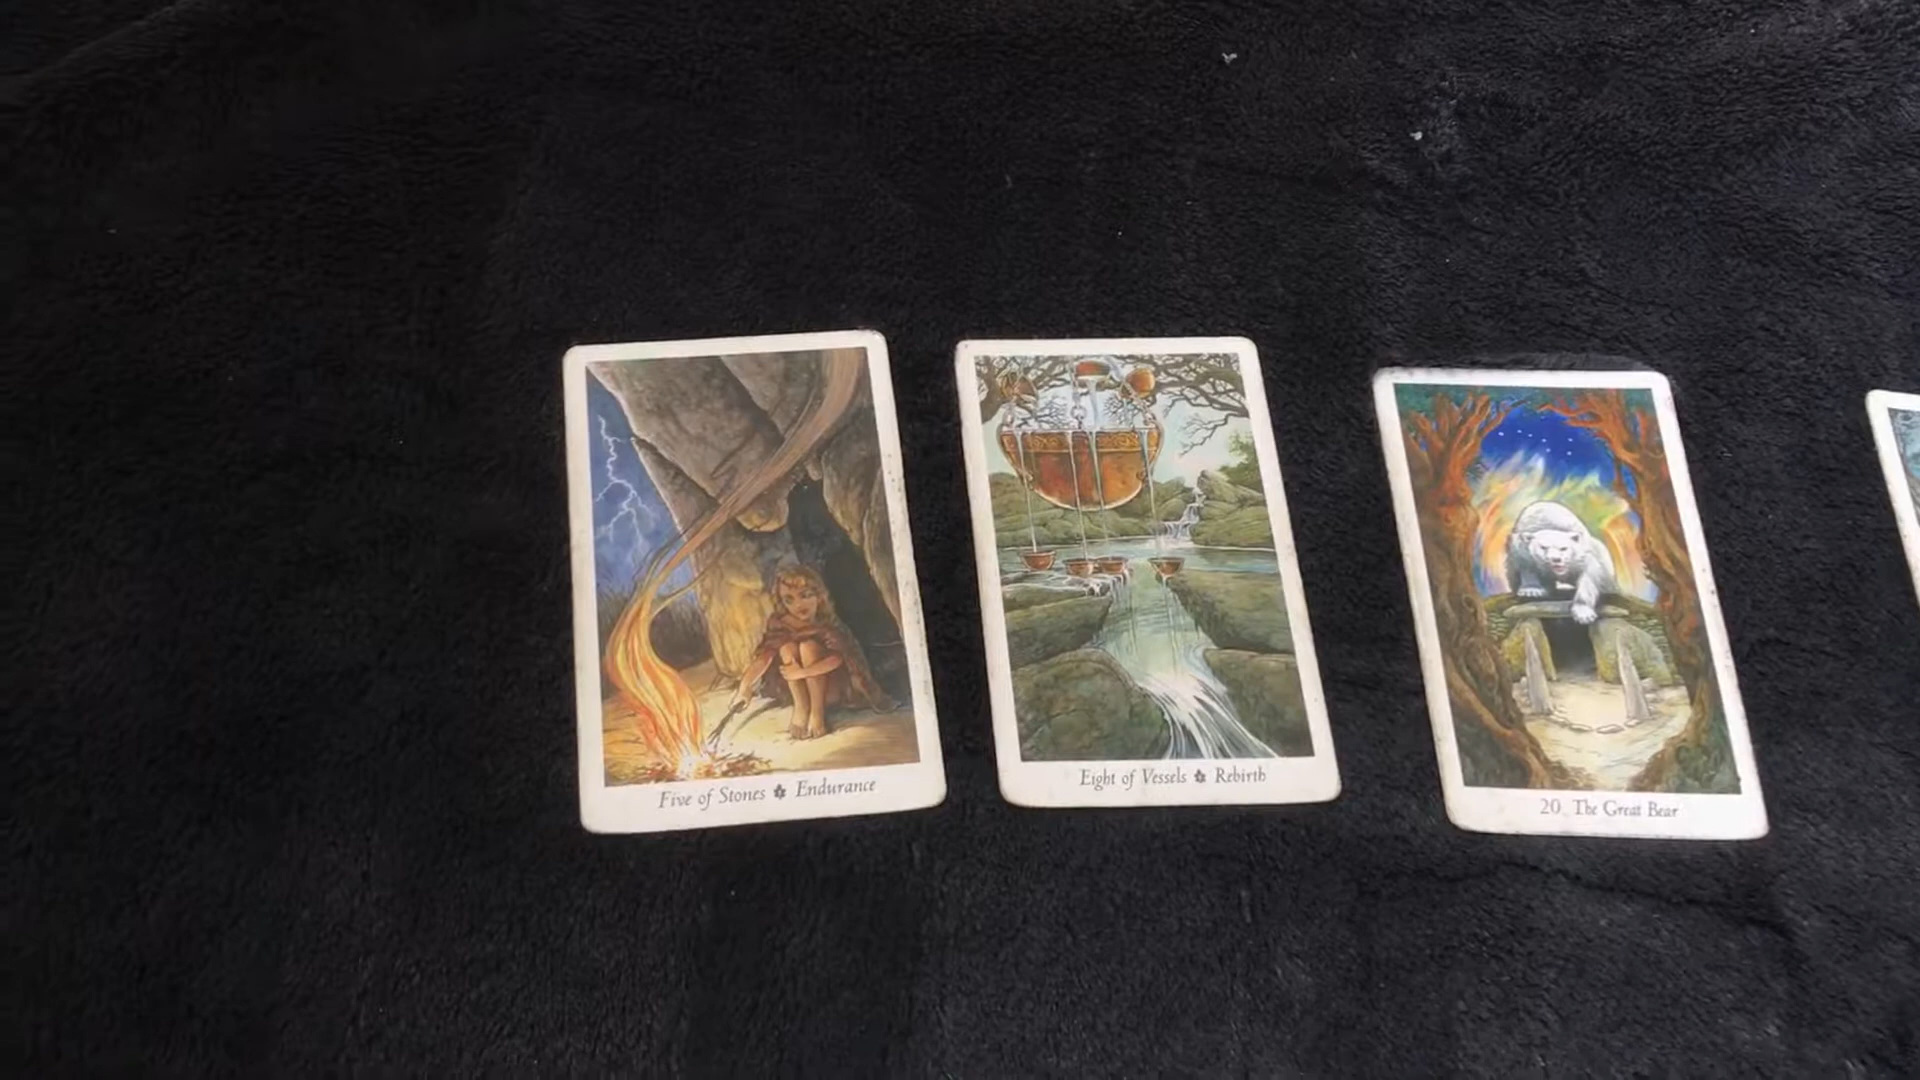 Five of Stones ✽ Endurance
Eight of Vessels ✽ Rebirth
20. The Great Bear